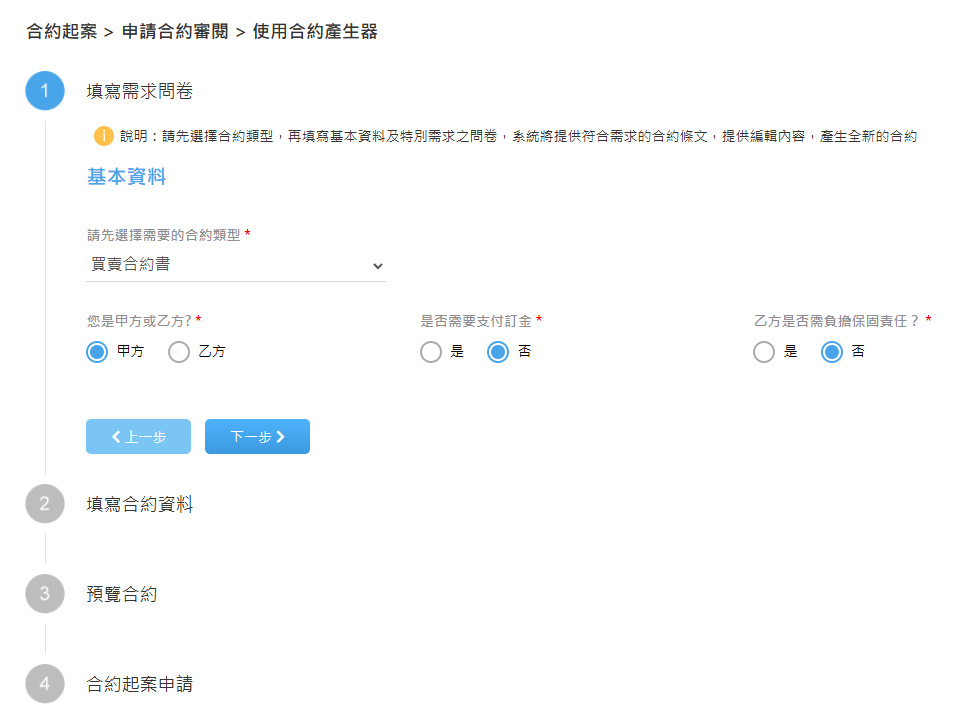 合約起案 > 申請合約審閱 > 使用合約產生器
1 填寫需求問卷
i 說明：請先選擇合約類型，再填寫基本資料及特別需求之問卷，系統將提供符合需求的合約條文，提供編輯內容，產生全新的合約
基本資料
請先選擇需要的合約類型 *
買賣合約書
您是甲方或乙方? * 是否需要支付訂金 * 乙方是否需負擔保固責任？ *
甲方 乙方 是 否 是 否
上一步 下一步
2 填寫合約資料
3 預覽合約
4 合約起案申請